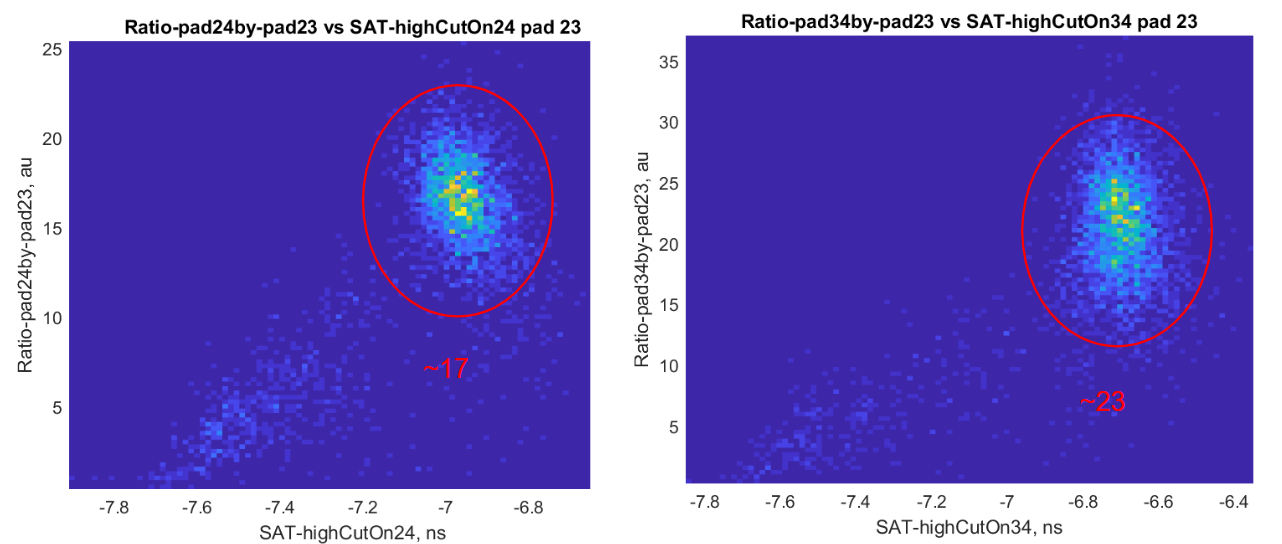 Ratio-pad24by-pad23 vs SAT-highCutOn24 pad 23
25
20
15
10
5
Ratio-pad24by-pad23, au
~17
-7.8 -7.6 -7.4 -7.2 -7 -6.8
SAT-highCutOn24, ns
Ratio-pad34by-pad23 vs SAT-highCutOn34 pad 23
35
30
25
20
15
10
5
Ratio-pad34by-pad23, au
~23
-7.8 -7.6 -7.4 -7.2 -7 -6.8 -6.6 -6.4
SAT-highCutOn34, ns